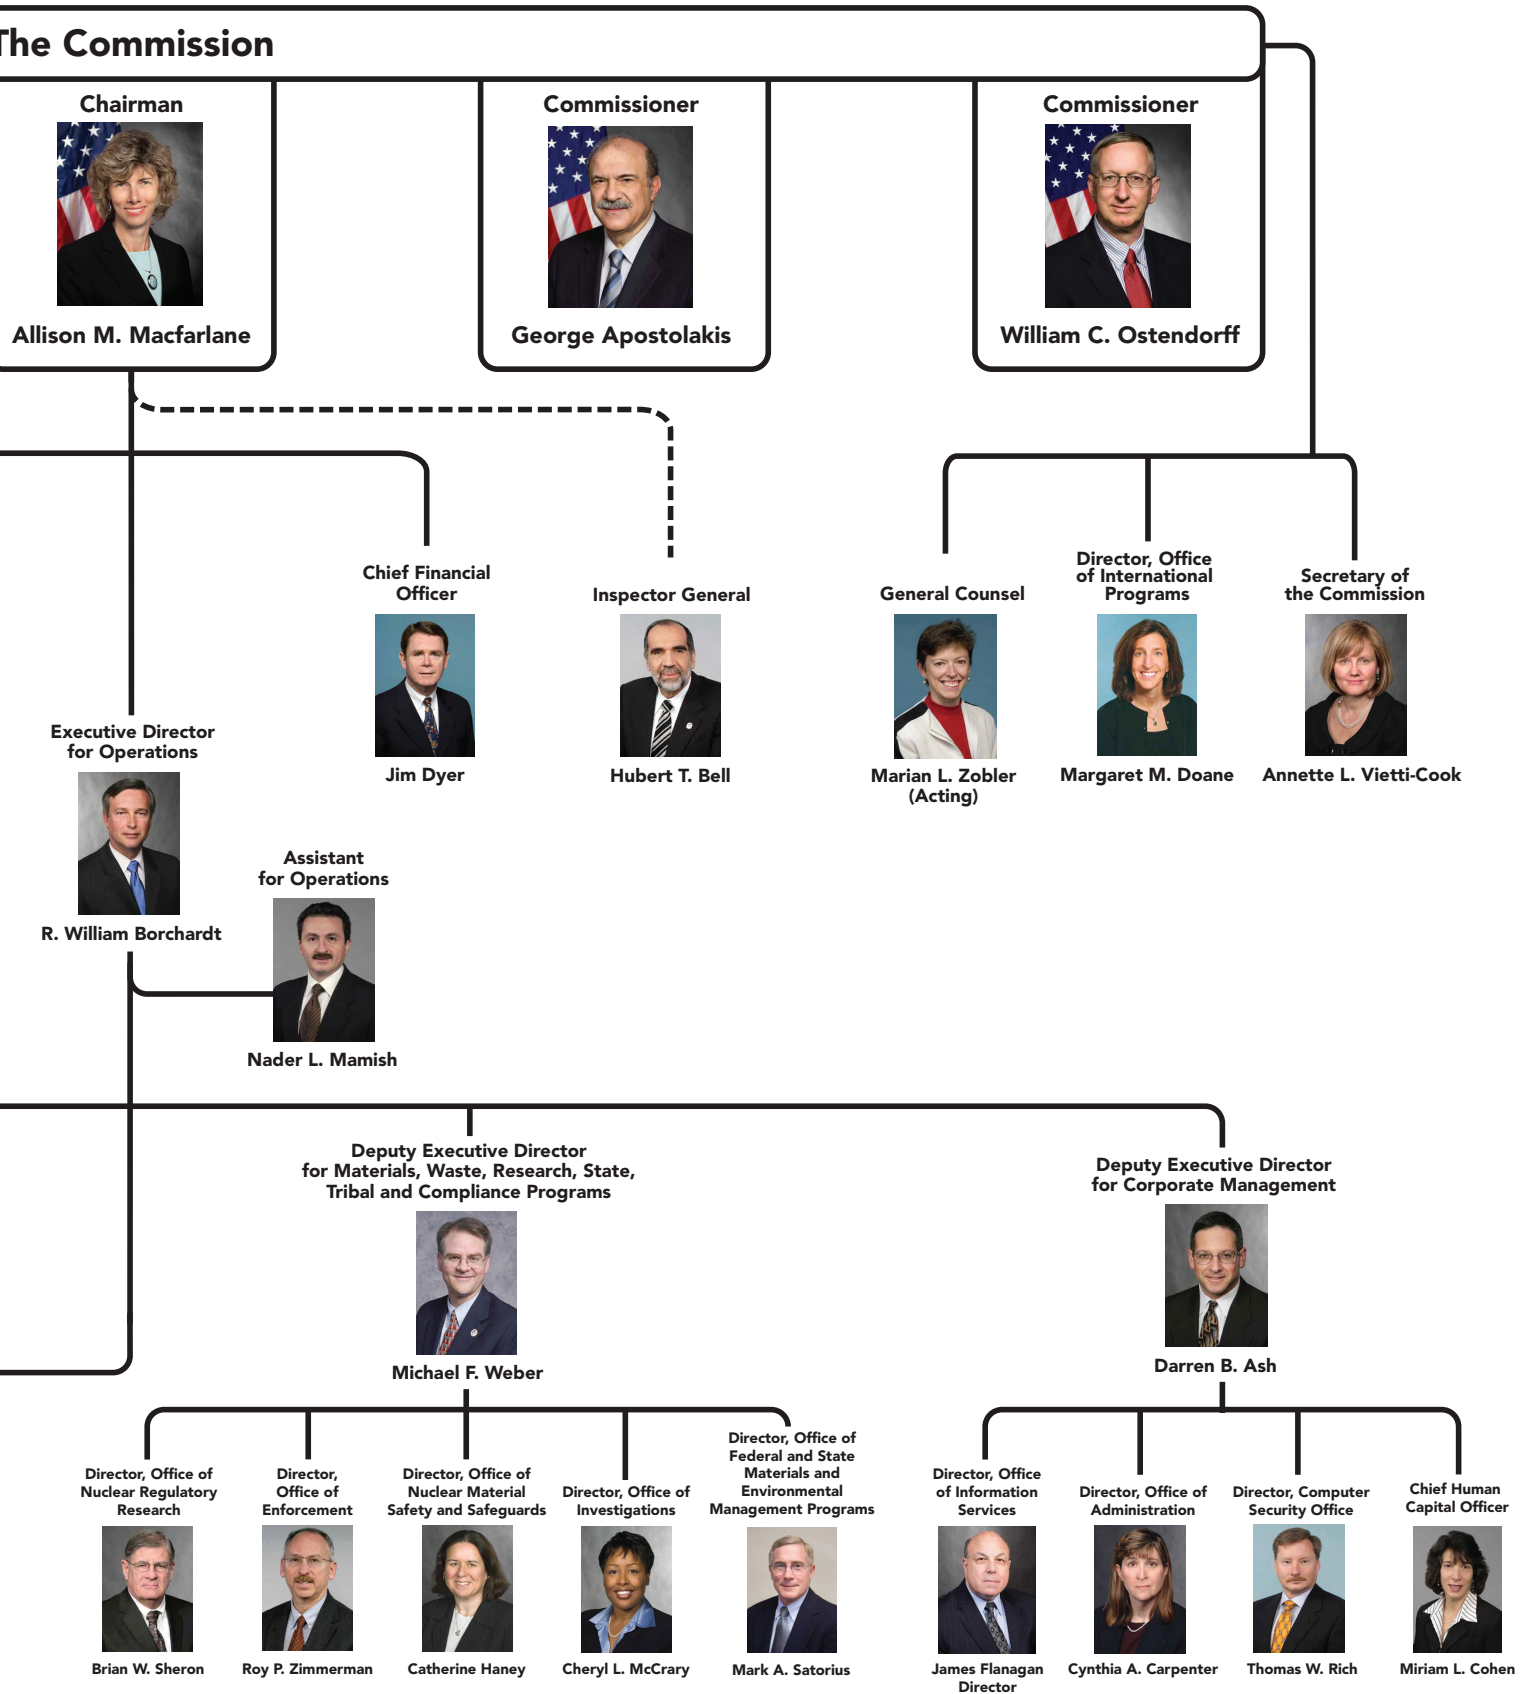 The Commission
Chairman
Allison M. Macfarlane
Commissioner
George Apostolakis
Commissioner
William C. Ostendorff
Chief Financial
Officer
Jim Dyer
Inspector General
Hubert T. Bell
General Counsel
Marian L. Zobler
(Acting)
Director, Office
of International
Programs
Margaret M. Doane
Secretary of
the Commission
Annette L. Vietti-Cook
Executive Director
for Operations
R. William Borchardt
Assistant
for Operations
Nader L. Mamish
Deputy Executive Director
for Materials, Waste, Research, State,
Tribal and Compliance Programs
Michael F. Weber
Deputy Executive Director
for Corporate Management
Darren B. Ash
Director, Office of
Nuclear Regulatory
Research
Brian W. Sheron
Director,
Office of
Enforcement
Roy P. Zimmerman
Director, Office of
Nuclear Material
Safety and Safeguards
Catherine Haney
Director, Office of
Investigations
Cheryl L. McCrary
Director, Office of
Federal and State
Materials and
Environmental
Management Programs
Mark A. Satorius
Director, Office
of Information
Services
James Flanagan
Director
Director, Office of
Administration
Cynthia A. Carpenter
Director, Computer
Security Office
Thomas W. Rich
Chief Human
Capital Officer
Miriam L. Cohen